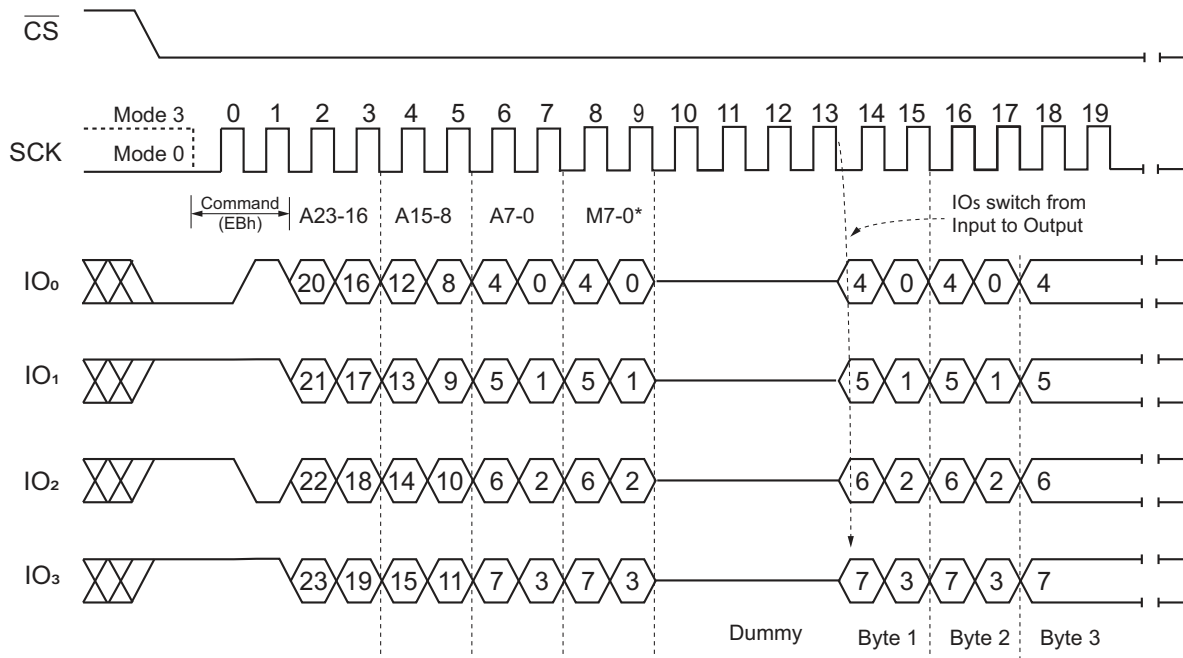 CS
Mode 3 0 1 2 3 4 5 6 7 8 9 10 11 12 13 14 15 16 17 18 19
SCK Mode 0
Command
(EBh)
A23-16 A15-8 A7-0 M7-0*
IOs switch from
Input to Output
IO₀ 20 16 12 8 4 0 4 0 4 0 4 0 4
IO₁ 21 17 13 9 5 1 5 1 5 1 5 1 5
IO₂ 22 18 14 10 6 2 6 2 6 2 6 2 6
IO₃ 23 19 15 11 7 3 7 3 7 3 7 3 7
Dummy Byte 1 Byte 2 Byte 3